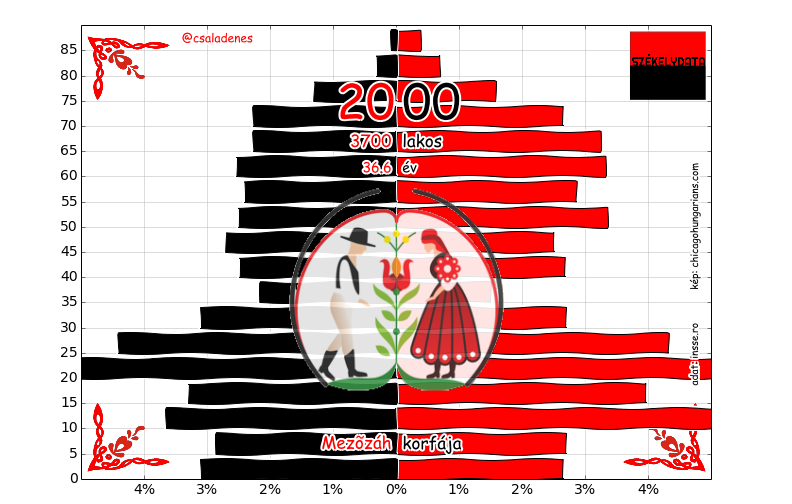 @csaladenes
SZÉKELYDATA
2000
3700 lakos
36.6 év
kép: chicagohungarians.com
adat: insse.ro
Mezőzáh korfája
85
80
75
70
65
60
55
50
45
40
35
30
25
20
15
10
5
0
4% 3% 2% 1% 0% 1% 2% 3% 4%